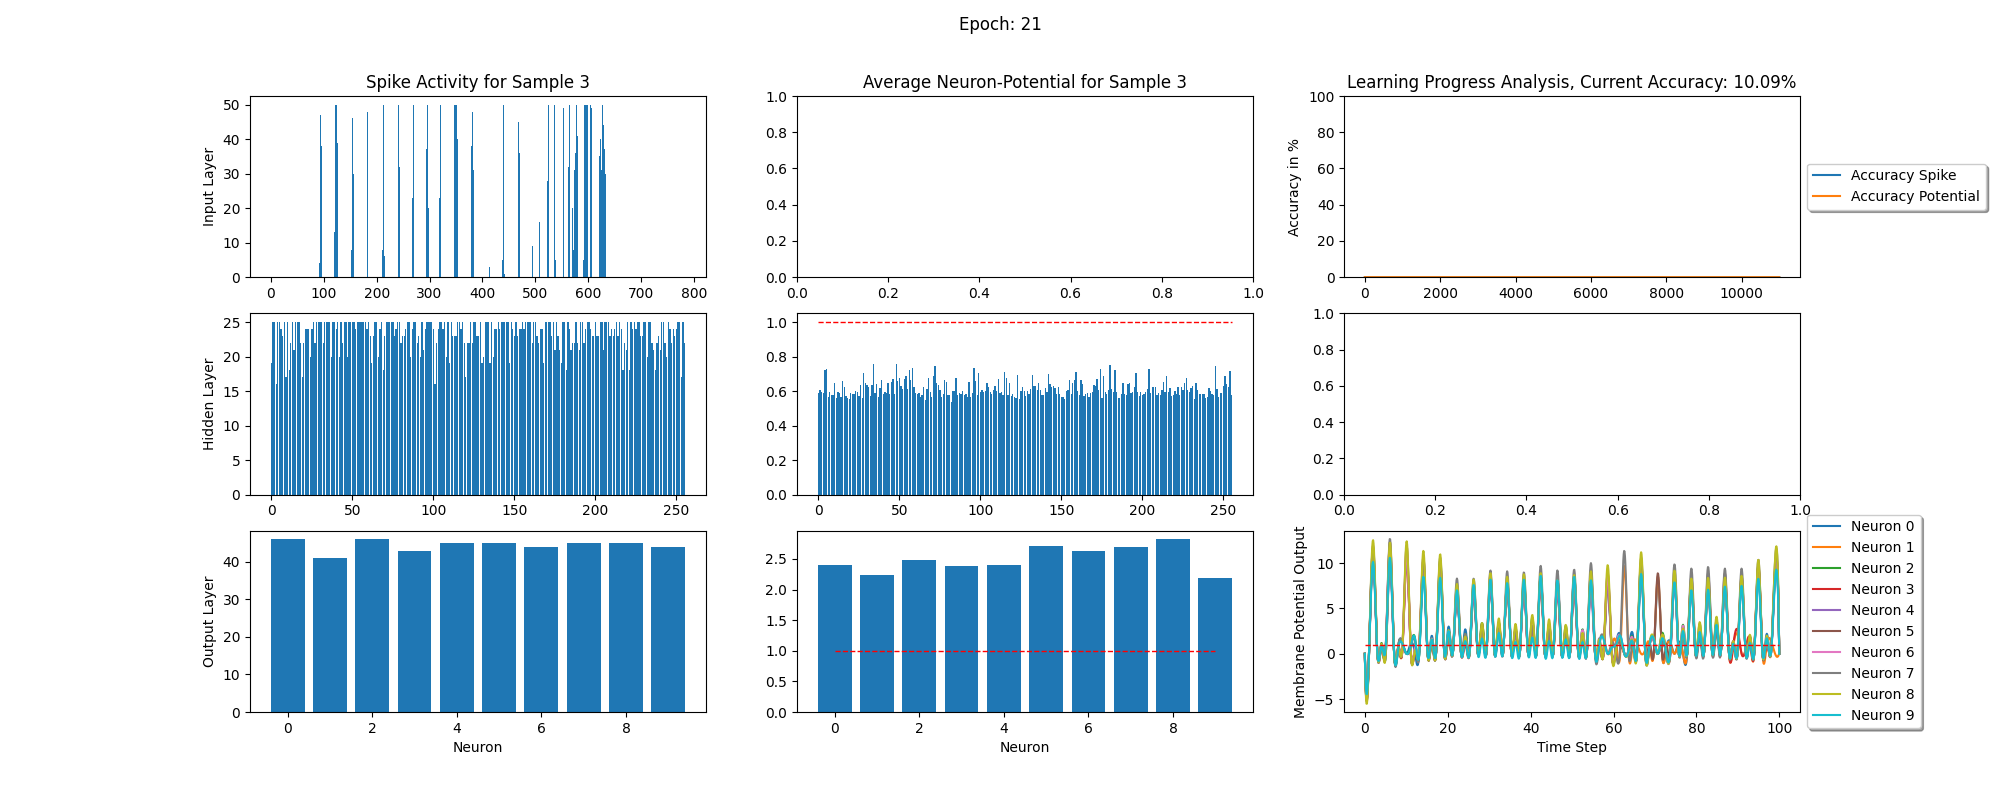 Epoch: 21
Spike Activity for Sample 3
Average Neuron-Potential for Sample 3
Learning Progress Analysis, Current Accuracy: 10.09%
Input Layer
50
40
30
20
10
0
0 100 200 300 400 500 600 700 800
1.0
0.8
0.6
0.4
0.2
0.0
0.0 0.2 0.4 0.6 0.8 1.0
Accuracy in %
100
80
60
40
20
0
0 2000 4000 6000 8000 10000
Accuracy Spike
Accuracy Potential
Hidden Layer
25
20
15
10
5
0
0 50 100 150 200 250
1.0
0.8
0.6
0.4
0.2
0.0
0 50 100 150 200 250
1.0
0.8
0.6
0.4
0.2
0.0
0.0 0.2 0.4 0.6 0.8 1.0
Output Layer
40
30
20
10
0
0 2 4 6 8
Neuron
2.5
2.0
1.5
1.0
0.5
0.0
0 2 4 6 8
Neuron
Membrane Potential Output
10
5
0
−5
0 20 40 60 80 100
Time Step
Neuron 0
Neuron 1
Neuron 2
Neuron 3
Neuron 4
Neuron 5
Neuron 6
Neuron 7
Neuron 8
Neuron 9